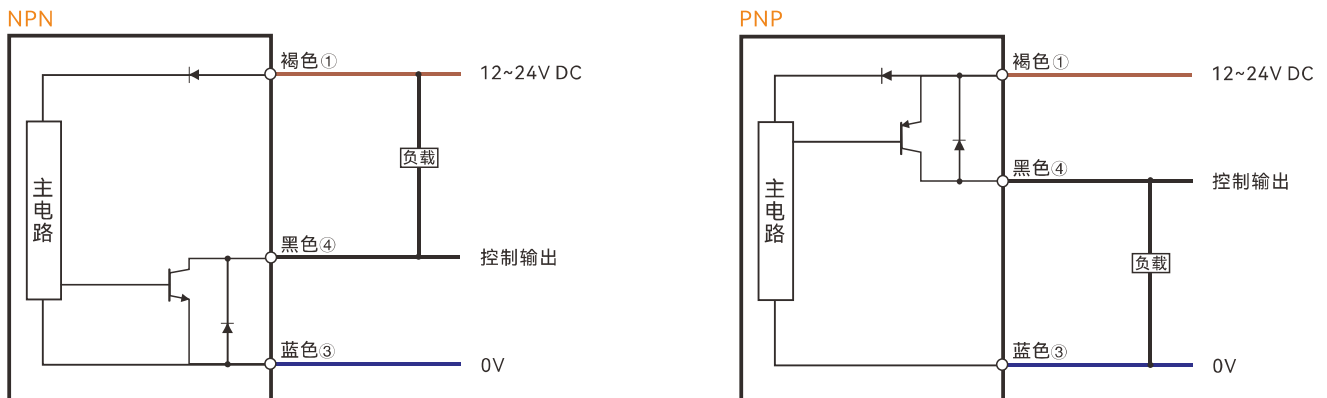 NPN
褐色①
12~24V DC
负载
主电路
黑色④
控制输出
蓝色③
0V
PNP
褐色①
12~24V DC
黑色④
控制输出
主电路
负载
蓝色③
0V